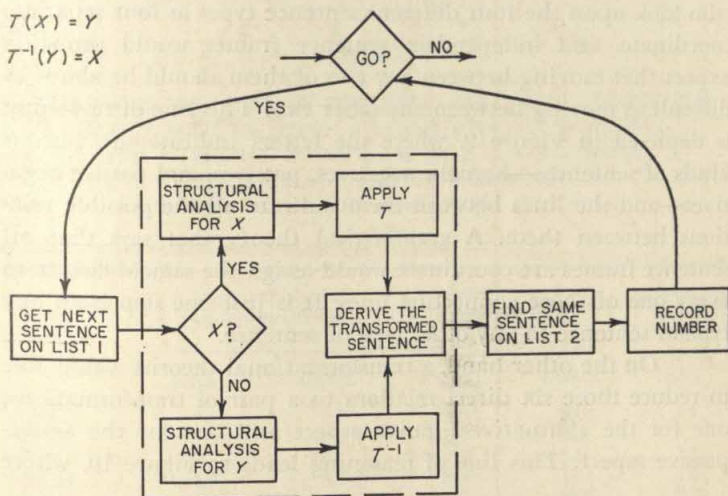 T(X) = Y
T⁻¹(Y) = X
GO?
NO
YES
STRUCTURAL
ANALYSIS
FOR X
APPLY
T
YES
GET NEXT
SENTENCE
ON LIST 1
X?
DERIVE THE
TRANSFORMED
SENTENCE
FIND SAME
SENTENCE
ON LIST 2
RECORD
NUMBER
NO
STRUCTURAL
ANALYSIS
FOR Y
APPLY
T⁻¹